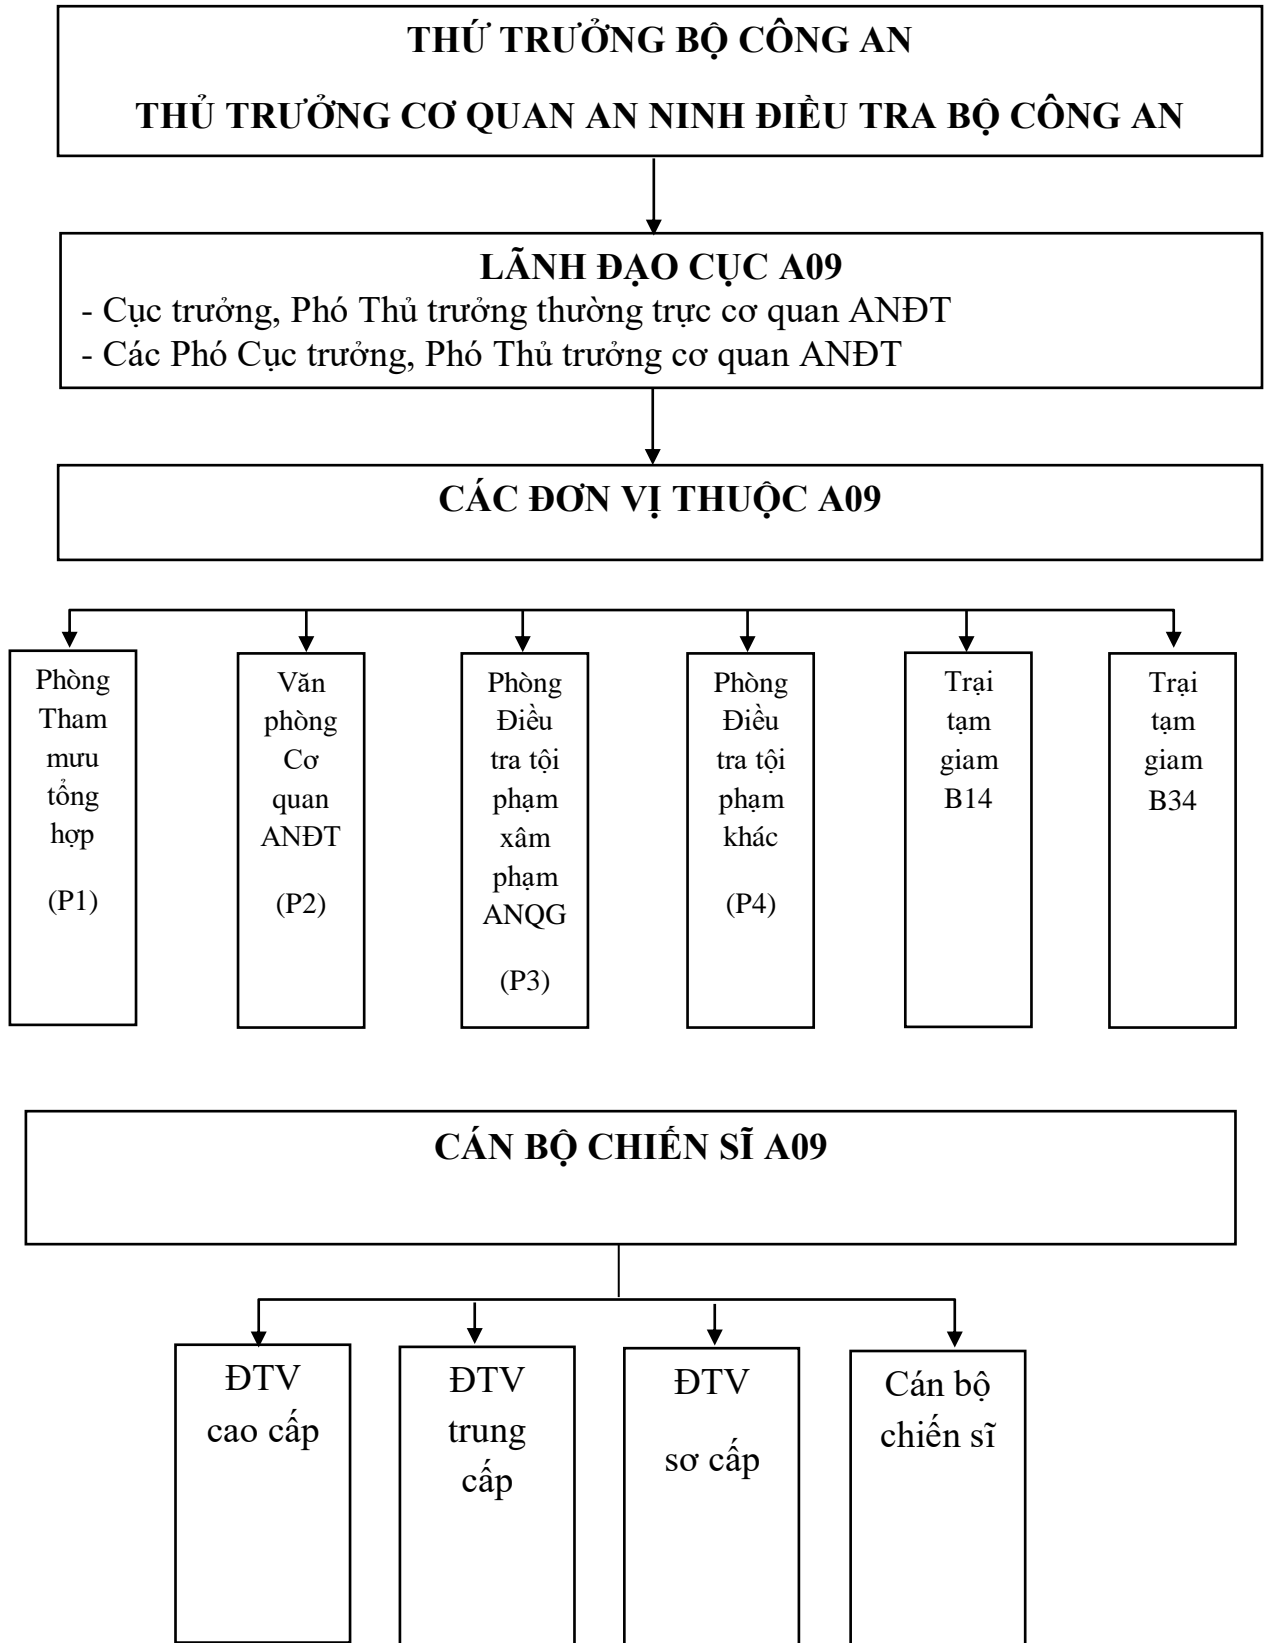 THỨ TRƯỞNG BỘ CÔNG AN
THỦ TRƯỞNG CƠ QUAN AN NINH ĐIỀU TRA BỘ CÔNG AN
LÃNH ĐẠO CỤC A09
- Cục trưởng, Phó Thủ trưởng thường trực cơ quan ANĐT
- Các Phó Cục trưởng, Phó Thủ trưởng cơ quan ANĐT
CÁC ĐƠN VỊ THUỘC A09
Phòng
Tham
mưu
tổng
hợp
(P1)
Văn
phòng
Cơ
quan
ANĐT
(P2)
Phòng
Điều
tra tội
phạm
xâm
phạm
ANQG
(P3)
Phòng
Điều
tra tội
phạm
khác
(P4)
Trại
tạm
giam
B14
Trại
tạm
giam
B34
CÁN BỘ CHIẾN SĨ A09
ĐTV
cao cấp
ĐTV
trung
cấp
ĐTV
sơ cấp
Cán bộ
chiến sĩ